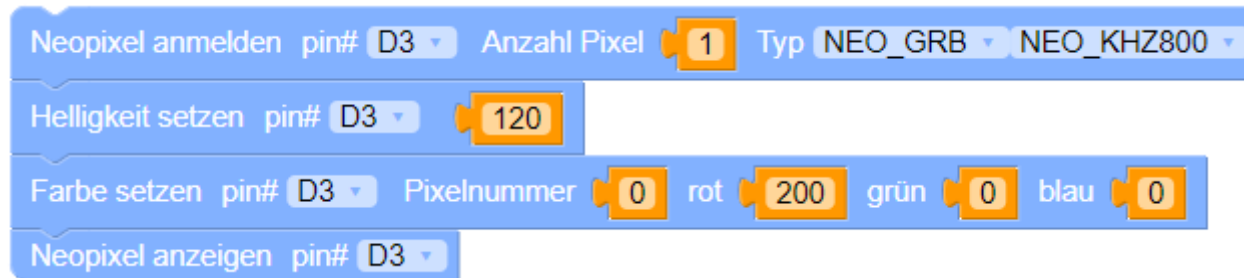 Neopixel anmelden pin# D3 Anzahl Pixel 1 Typ NEO_GRB NEO_KHZ800
Helligkeit setzen pin# D3 120
Farbe setzen pin# D3 Pixelnummer 0 rot 200 grün 0 blau 0
Neopixel anzeigen pin# D3